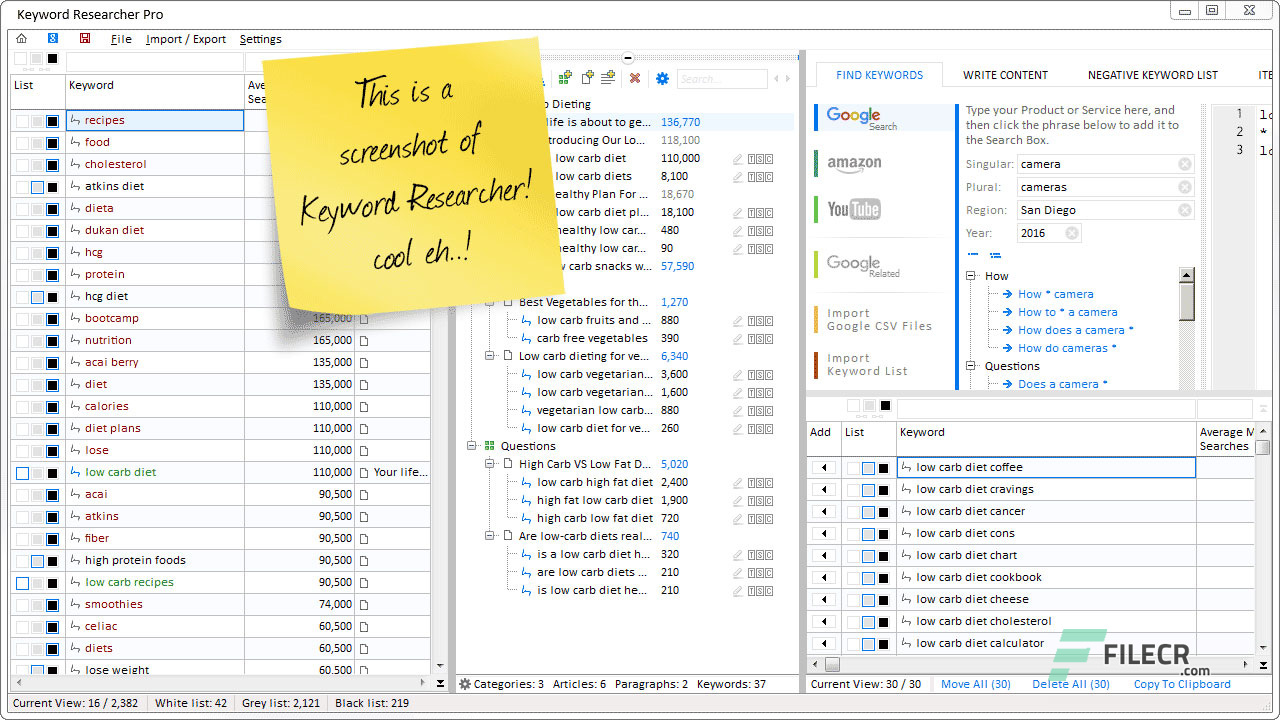 Keyword Researcher Pro
File Import / Export Settings
List Keyword
recipes
food
cholesterol
atkins diet
dieta
dukan diet
hcg
protein
hcg diet
bootcamp 165,000
nutrition 165,000
acai berry 135,000
diet 135,000
calories 110,000
diet plans 110,000
lose 110,000
low carb diet 110,000 Your life...
acai 90,500
atkins 90,500
fiber 90,500
high protein foods 90,500
low carb recipes 90,500
smoothies 74,000
celiac 60,500
diets 60,500
lose weight 60,500
This is a
screenshot of
Keyword Researcher!
cool eh..!
Search...
Dieting
life is about to ge... 136,770
troducing Our Lo... 118,100
low carb diet 110,000 TSC
low carb diets 8,100 TSC
ealthy Plan For ... 18,670
low carb diet pl... 18,100 TSC
healthy low car... 480 TSC
healthy low car... 90 TSC
w carb snacks w... 57,590
Best Vegetables for th... 1,270
low carb fruits and ... 880 TSC
carb free vegetables 390 TSC
Low carb dieting for ve... 6,340
low carb vegetarian... 3,600 TSC
low carb vegetarian... 1,600 TSC
vegetarian low carb... 880 TSC
low carb diet for ve... 260 TSC
Questions
High Carb VS Low Fat D... 5,020
low carb high fat diet 2,400 TSC
high fat low carb diet 1,900 TSC
high carb low fat diet 720 TSC
Are low-carb diets real... 740
is a low carb diet h... 320 TSC
are low carb diets ... 210 TSC
is low carb diet he... 210 TSC
Categories: 3 Articles: 6 Paragraphs: 2 Keywords: 37
FIND KEYWORDS WRITE CONTENT NEGATIVE KEYWORD LIST ITE
Google Search
amazon
YouTube
Google Related
Import
Google CSV Files
Import
Keyword List
Type your Product or Service here, and
then click the phrase below to add it to
the Search Box.
Singular: camera
Plural: cameras
Region: San Diego
Year: 2016
How
How * camera
How to * a camera
How does a camera *
How do cameras *
Questions
Does a camera *
1 lo
2 *
3 lo
Add List Keyword Average M
Searches
low carb diet coffee
low carb diet cravings
low carb diet cancer
low carb diet cons
low carb diet chart
low carb diet cookbook
low carb diet cheese
low carb diet cholesterol
low carb diet calculator
FILECR
.com
Current View: 30 / 30 Move All (30) Delete All (30) Copy To Clipboard
Current View: 16 / 2,382 White list: 42 Grey list: 2,121 Black list: 219